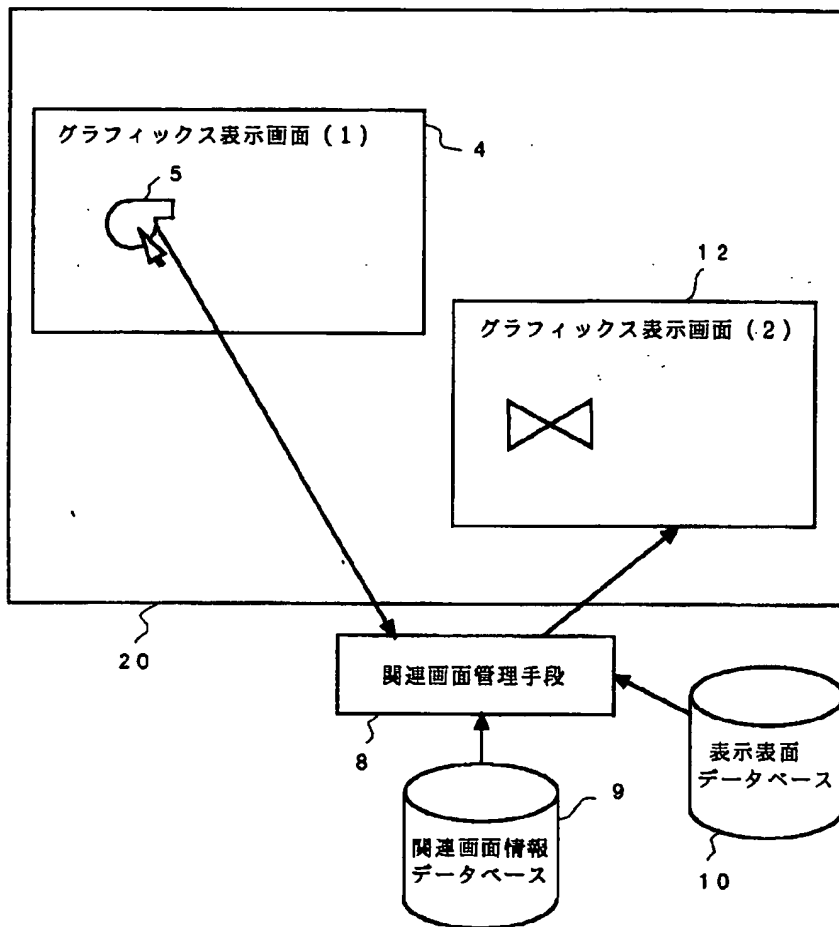 グラフィックス表示画面(1)
4
5
12
グラフィックス表示画面(2)
20
関連画面管理手段
8
表示表面
データベース
9
関連画面情報
データベース
10